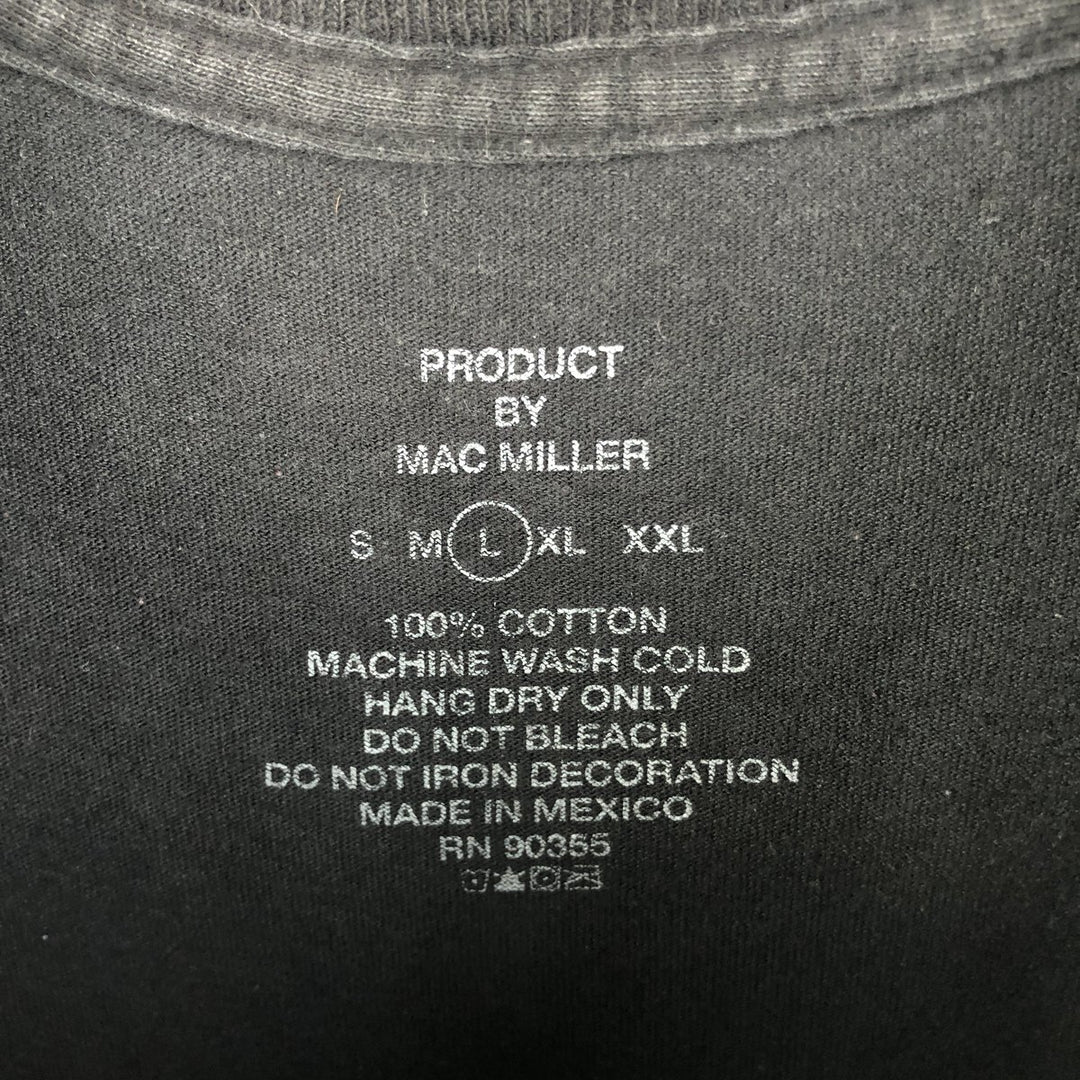 PRODUCT
BY
MAC MILLER
S M L XL XXL
100% COTTON
MACHINE WASH COLD
HANG DRY ONLY
DO NOT BLEACH
DO NOT IRON DECORATION
MADE IN MEXICO
RN 90355